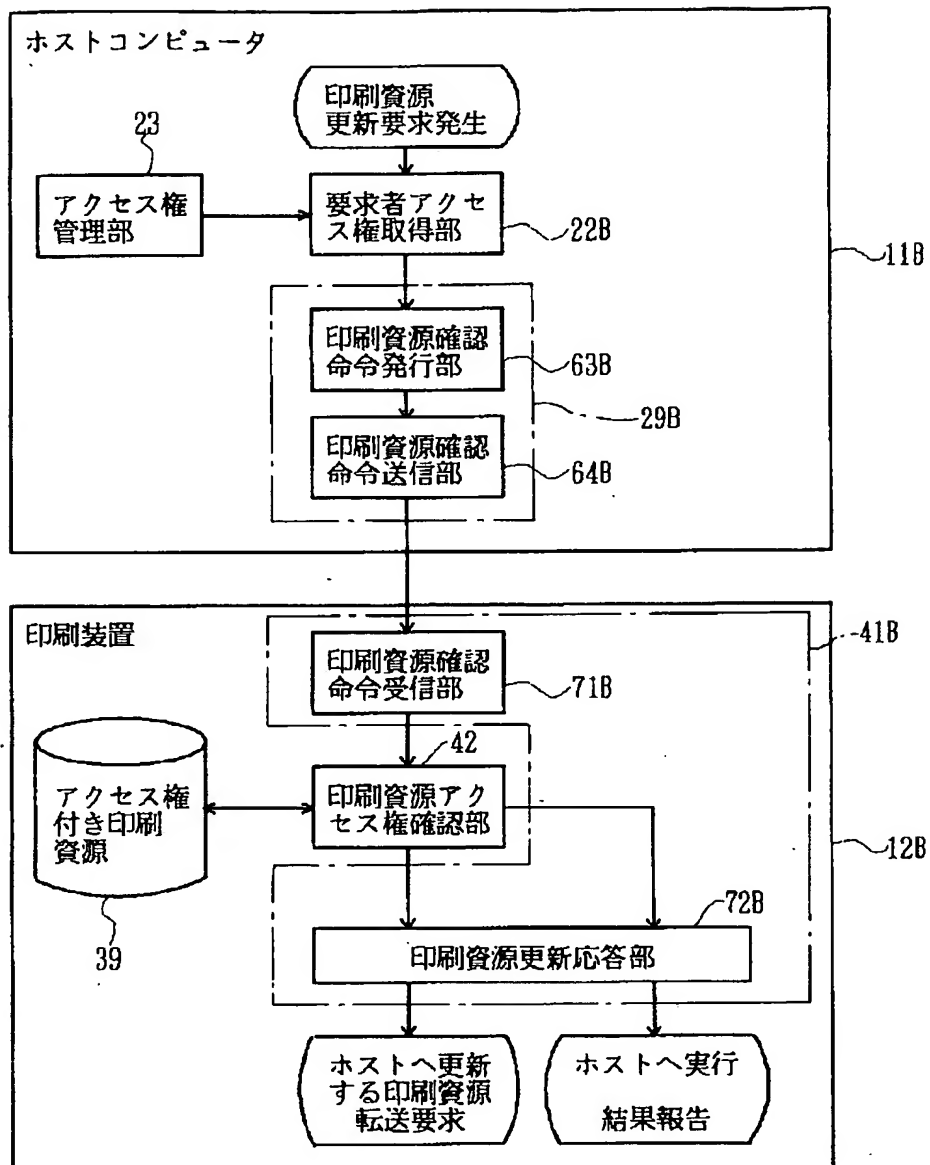 ホストコンピュータ
印刷資源
更新要求発生
23
アクセス権
管理部
要求者アクセ
ス権取得部
22B
11B
印刷資源確認
命令発行部
63B
29B
印刷資源確認
命令送信部
64B
印刷装置
41B
印刷資源確認
命令受信部
71B
42
アクセス権
付き印刷
資源
印刷資源アク
セス権確認部
12B
39
72B
印刷資源更新応答部
ホストへ更新
する印刷資源
転送要求
ホストへ実行
結果報告